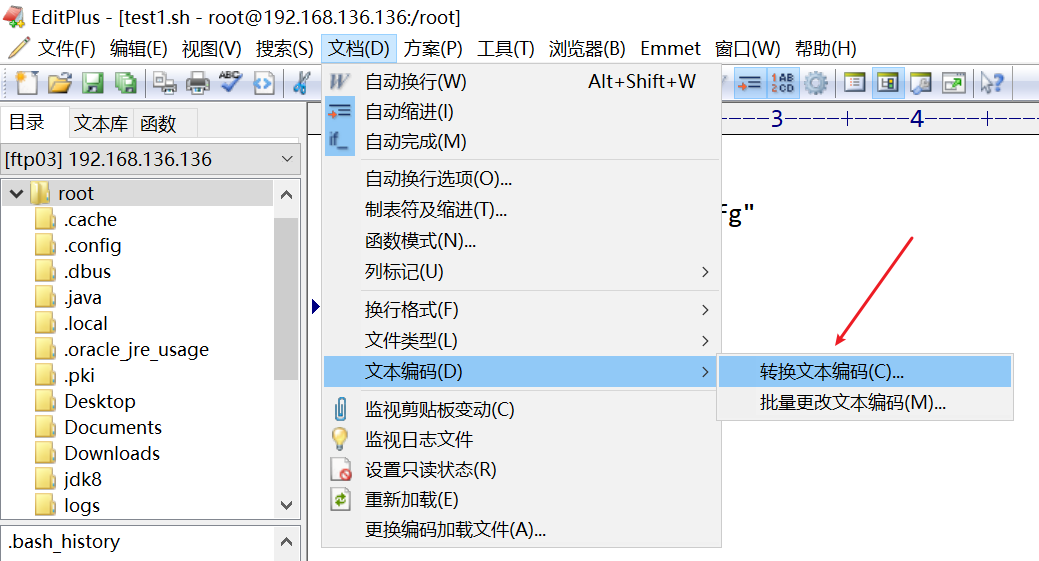 EditPlus - [test1.sh - root@192.168.136.136:/root]
文件(F) 编辑(E) 视图(V) 搜索(S) 文档(D) 方案(P) 工具(T) 浏览器(B) Emmet 窗口(W) 帮助(H)
目录 文本库 函数
[ftp03] 192.168.136.136
root
.cache
.config
.dbus
.java
.local
.oracle_jre_usage
.pki
Desktop
Documents
Downloads
jdk8
logs
.bash_history
自动换行(W) Alt+Shift+W
自动缩进(I)
自动完成(M)
自动换行选项(O)...
制表符及缩进(T)...
函数模式(N)...
列标记(U)
换行格式(F)
文件类型(L)
文本编码(D)
监视剪贴板变动(C)
监视日志文件
设置只读状态(R)
重新加载(E)
更换编码加载文件(A)...
转换文本编码(C)...
批量更改文本编码(M)...
----3----+----4----+---
fg"